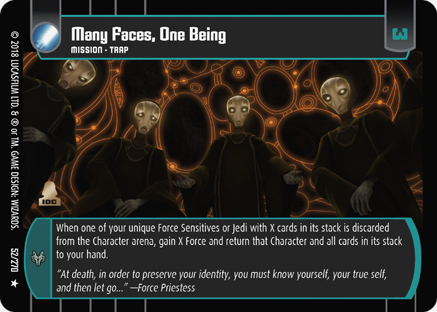 Many Faces, One Being
MISSION - TRAP
IDC
When one of your unique Force Sensitives or Jedi with X cards in its stack is discarded
from the Character arena, gain X Force and return that Character and all cards in its stack
to your hand.
"At death, in order to preserve your identity, you must know yourself, your true self,
and then let go..." —Force Priestess
© 2018 LUCASFILM LTD. & ® or TM. GAME DESIGN, WIZARDS.
52/270